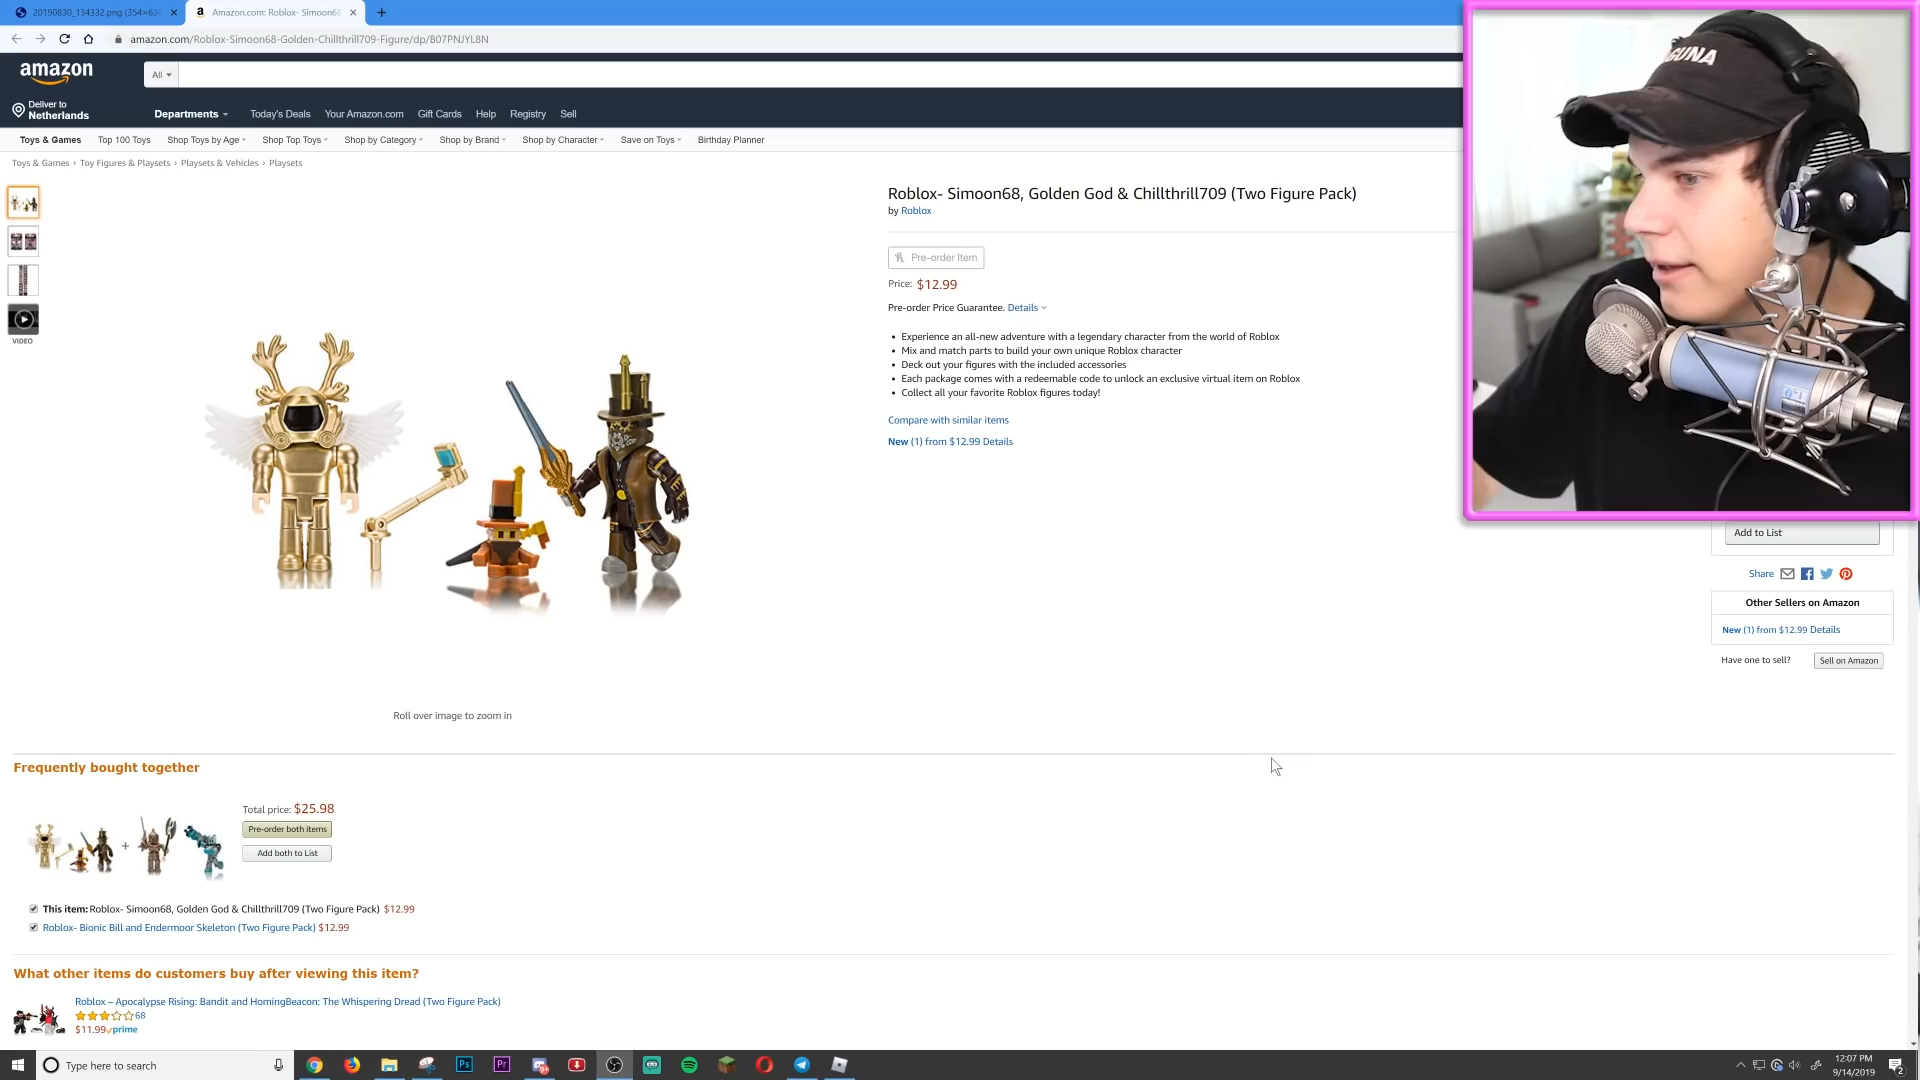 20190830_134332.png (354×63
Amazon.com: Roblox- Simoon68
amazon.com/Roblox-Simoon68-Golden-Chillthrill709-Figure/dp/B07PNJYL8N
amazon
All
Deliver to
Netherlands
Departments Today's Deals Your Amazon.com Gift Cards Help Registry Sell
Toys & Games Top 100 Toys Shop Toys by Age Shop Top Toys Shop by Category Shop by Brand Shop by Character Save on Toys Birthday Planner
Toys & Games › Toy Figures & Playsets › Playsets & Vehicles › Playsets
VIDEO
Roll over image to zoom in
Roblox- Simoon68, Golden God & Chillthrill709 (Two Figure Pack)
by Roblox
Pre-order Item
Price: $12.99
Pre-order Price Guarantee. Details
• Experience an all-new adventure with a legendary character from the world of Roblox
• Mix and match parts to build your own unique Roblox character
• Deck out your figures with the included accessories
• Each package comes with a redeemable code to unlock an exclusive virtual item on Roblox
• Collect all your favorite Roblox figures today!
Compare with similar items
New (1) from $12.99 Details
Add to List
Share
Other Sellers on Amazon
New (1) from $12.99 Details
Have one to sell? Sell on Amazon
Frequently bought together
+
Total price: $25.98
Pre-order both items
Add both to List
This item: Roblox- Simoon68, Golden God & Chillthrill709 (Two Figure Pack) $12.99
Roblox- Bionic Bill and Endermoor Skeleton (Two Figure Pack) $12.99
What other items do customers buy after viewing this item?
Roblox – Apocalypse Rising: Bandit and HomingBeacon: The Whispering Dread (Two Figure Pack)
68
$11.99 prime
Type here to search
Ps
Pr
12:07 PM
9/14/2019
2